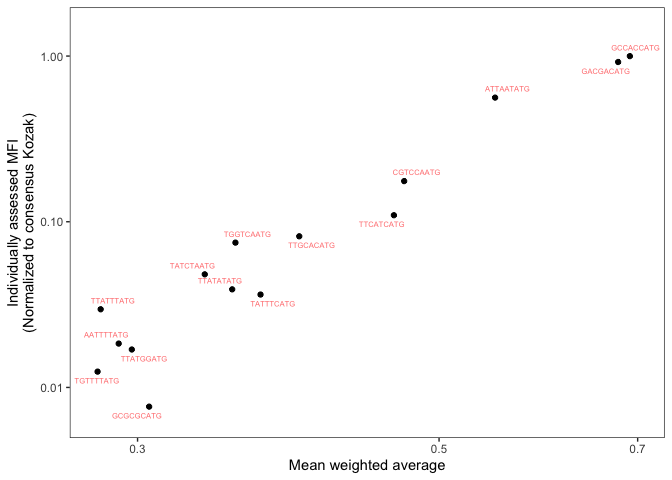 GCCACCATG
1.00
GACGACATG
ATTAATATG
CGTCCAATG
TTCATCATG
0.10
TGGTCAATG
TTGCACATG
TATCTAATG
TTATATATG
TATTTCATG
TTATTTATG
AATTTTATG
TTATGGATG
TGTTTTATG
0.01
GCGCGCATG
Individually assessed MFI
(Normalized to consensus Kozak)
0.3
0.5
0.7
Mean weighted average